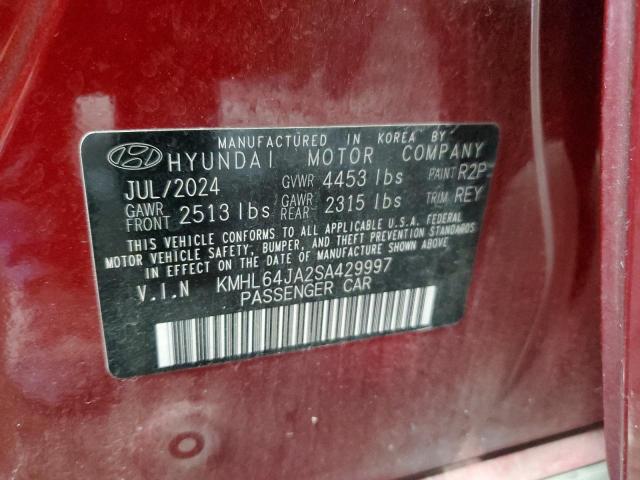 MANUFACTURED IN KOREA BY
HYUNDAI MOTOR COMPANY
JUL/2024 GVWR 4453 lbs PAINT R2P
GAWR FRONT 2513 lbs GAWR REAR 2315 lbs TRIM REY
THIS VEHICLE CONFORMS TO ALL APPLICABLE U.S.A. FEDERAL
MOTOR VEHICLE SAFETY, BUMPER, AND THEFT PREVENTION STANDARDS
IN EFFECT ON THE DATE OF MANUFACTURE SHOWN ABOVE
V.I.N KMHL64JA2SA429997
PASSENGER CAR